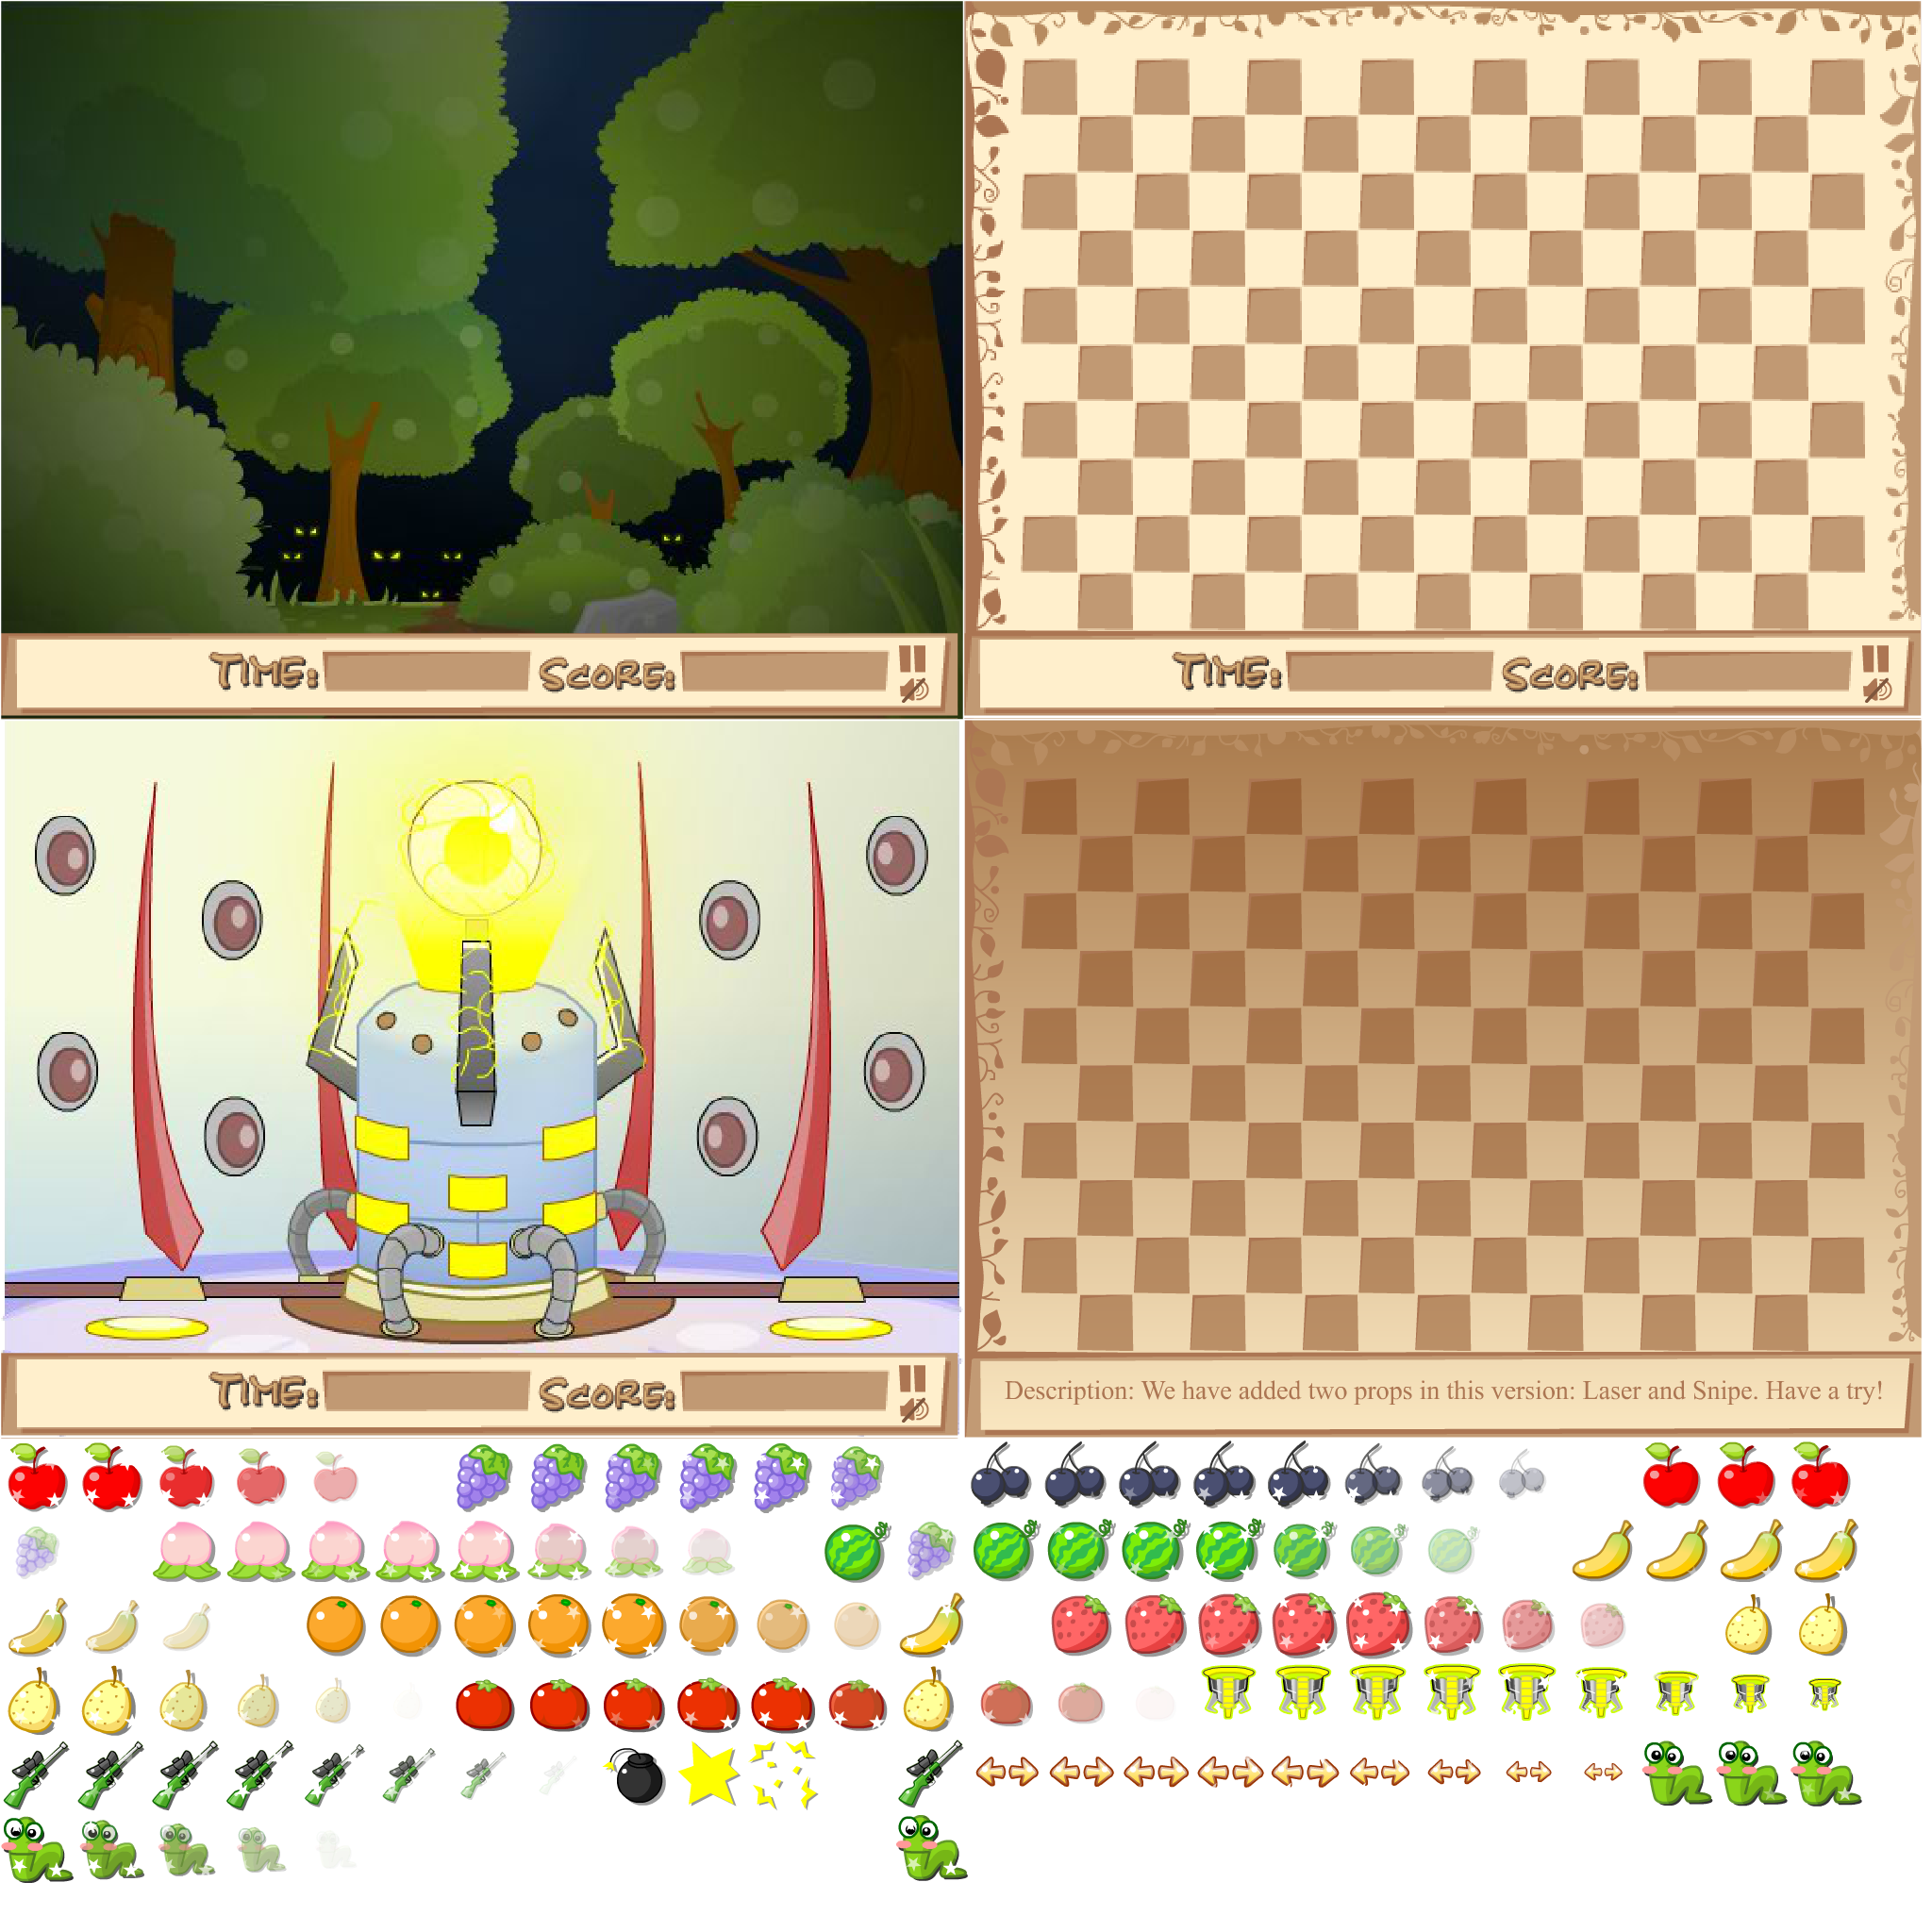 TIME: SCORE:
TIME: SCORE:
TIME: SCORE:
Description: We have added two props in this version: Laser and Snipe. Have a try!